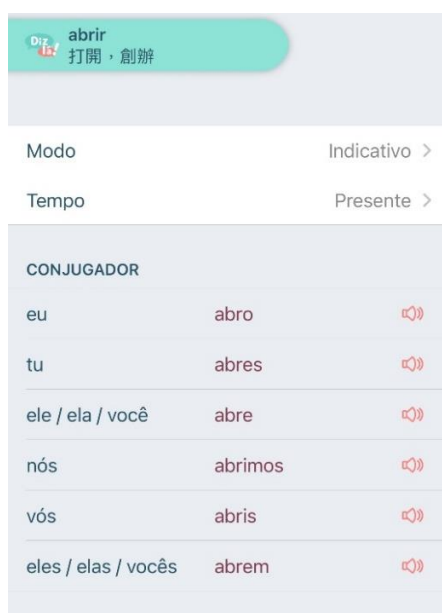 Diz lá!
abrir
打開，創辦
Modo Indicativo >
Tempo Presente >
CONJUGADOR
eu abro
tu abres
ele / ela / você abre
nós abrimos
vós abris
eles / elas / vocês abrem